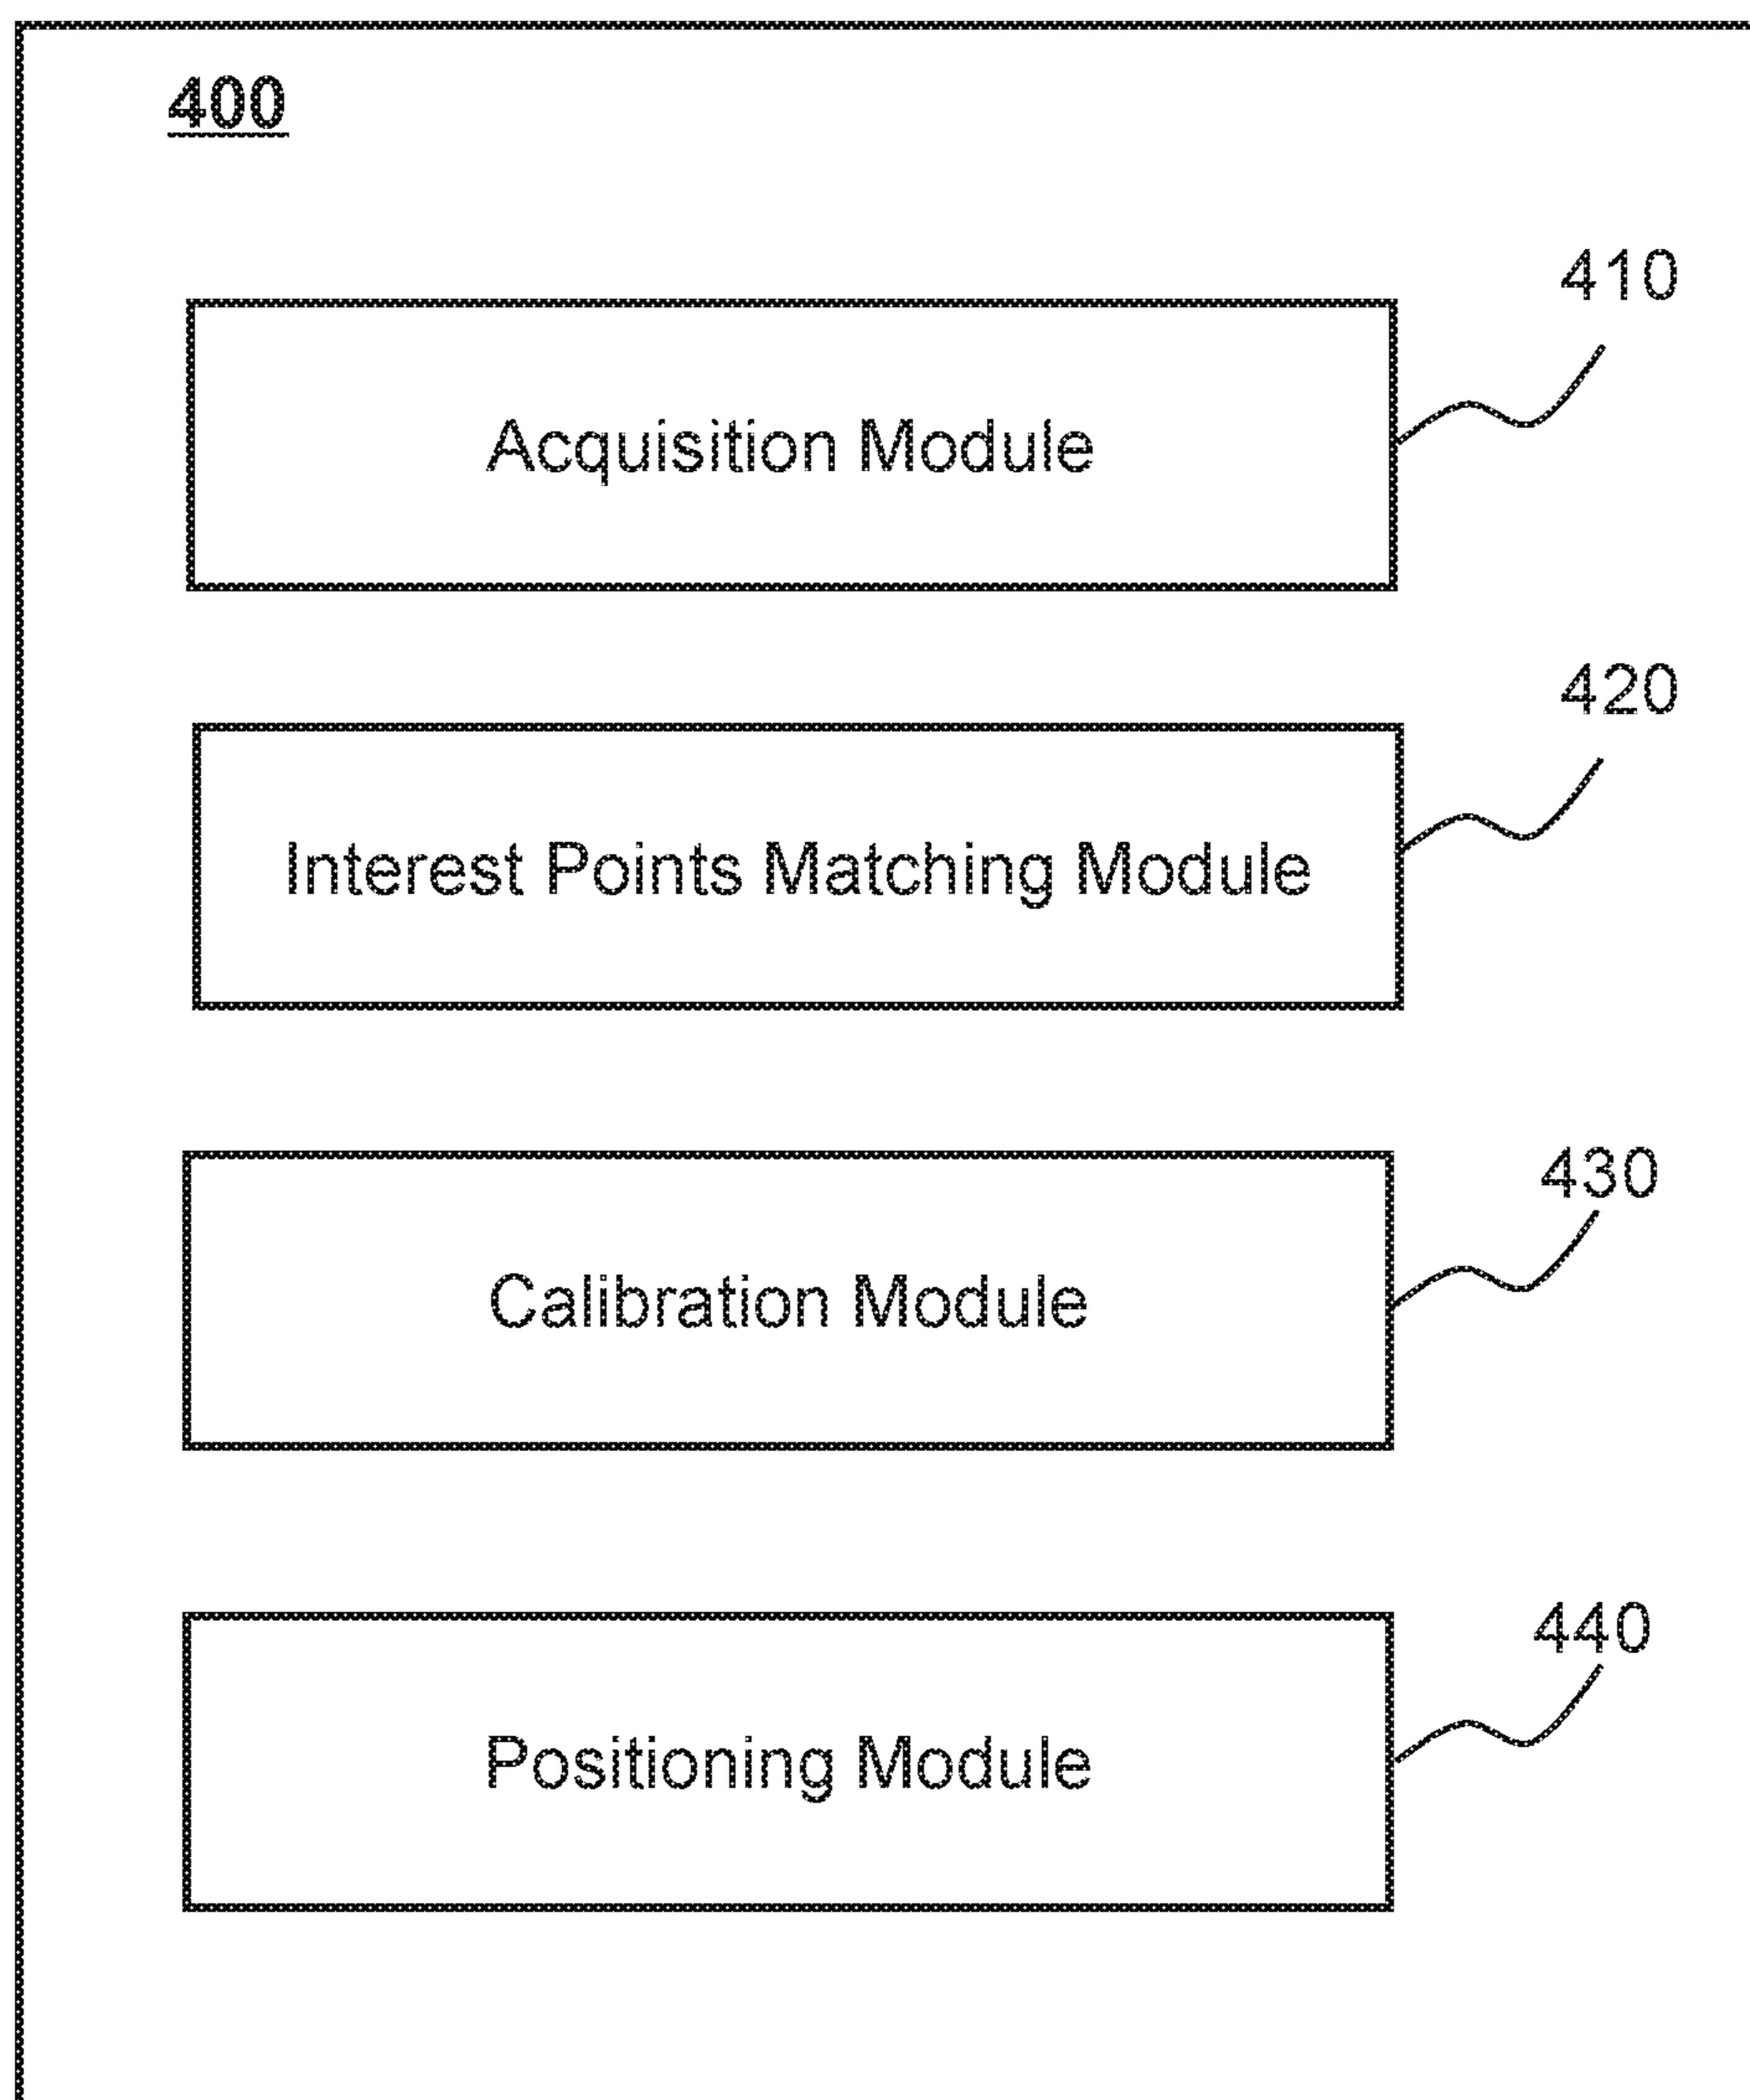 400
410
Acquisition Module
420
Interest Points Matching Module
430
Calibration Module
440
Positioning Module